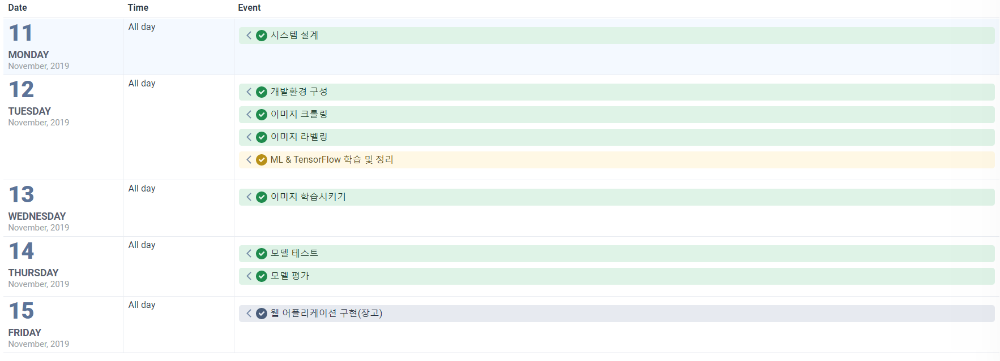 Date Time Event
11 All day
시스템 설계
MONDAY
November, 2019
12 All day
개발환경 구성
TUESDAY
이미지 크롤링
November, 2019
이미지 라벨링
ML & TensorFlow 학습 및 정리
13 All day
이미지 학습시키기
WEDNESDAY
November, 2019
14 All day
모델 테스트
THURSDAY
모델 평가
November, 2019
15 All day
웹 어플리케이션 구현(장고)
FRIDAY
November, 2019